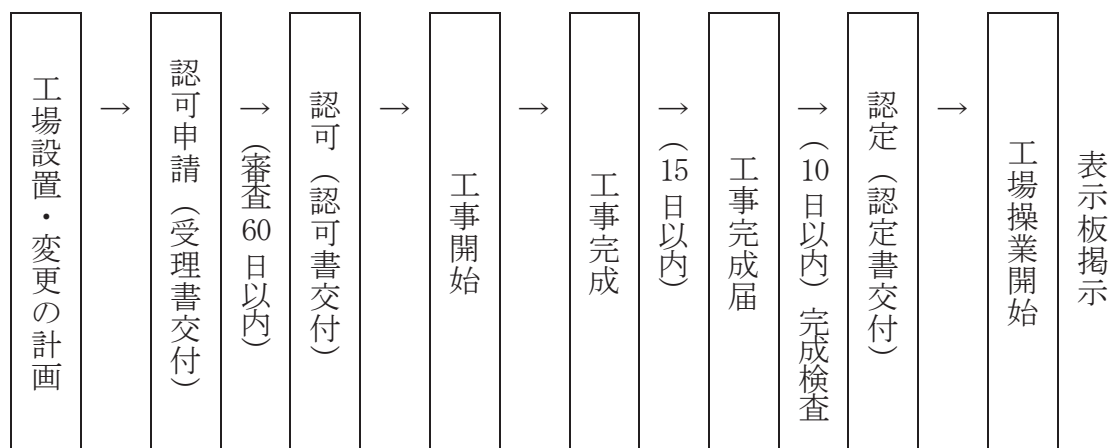 工場設置・変更の計画
→
認可申請（受理書交付）
→（審査60日以内）
認可（認可書交付）
→
工事開始
→
工事完成
→（15日以内）
工事完成届
→（10日以内）完成検査
認定（認定書交付）
→
工場操業開始
表示板掲示